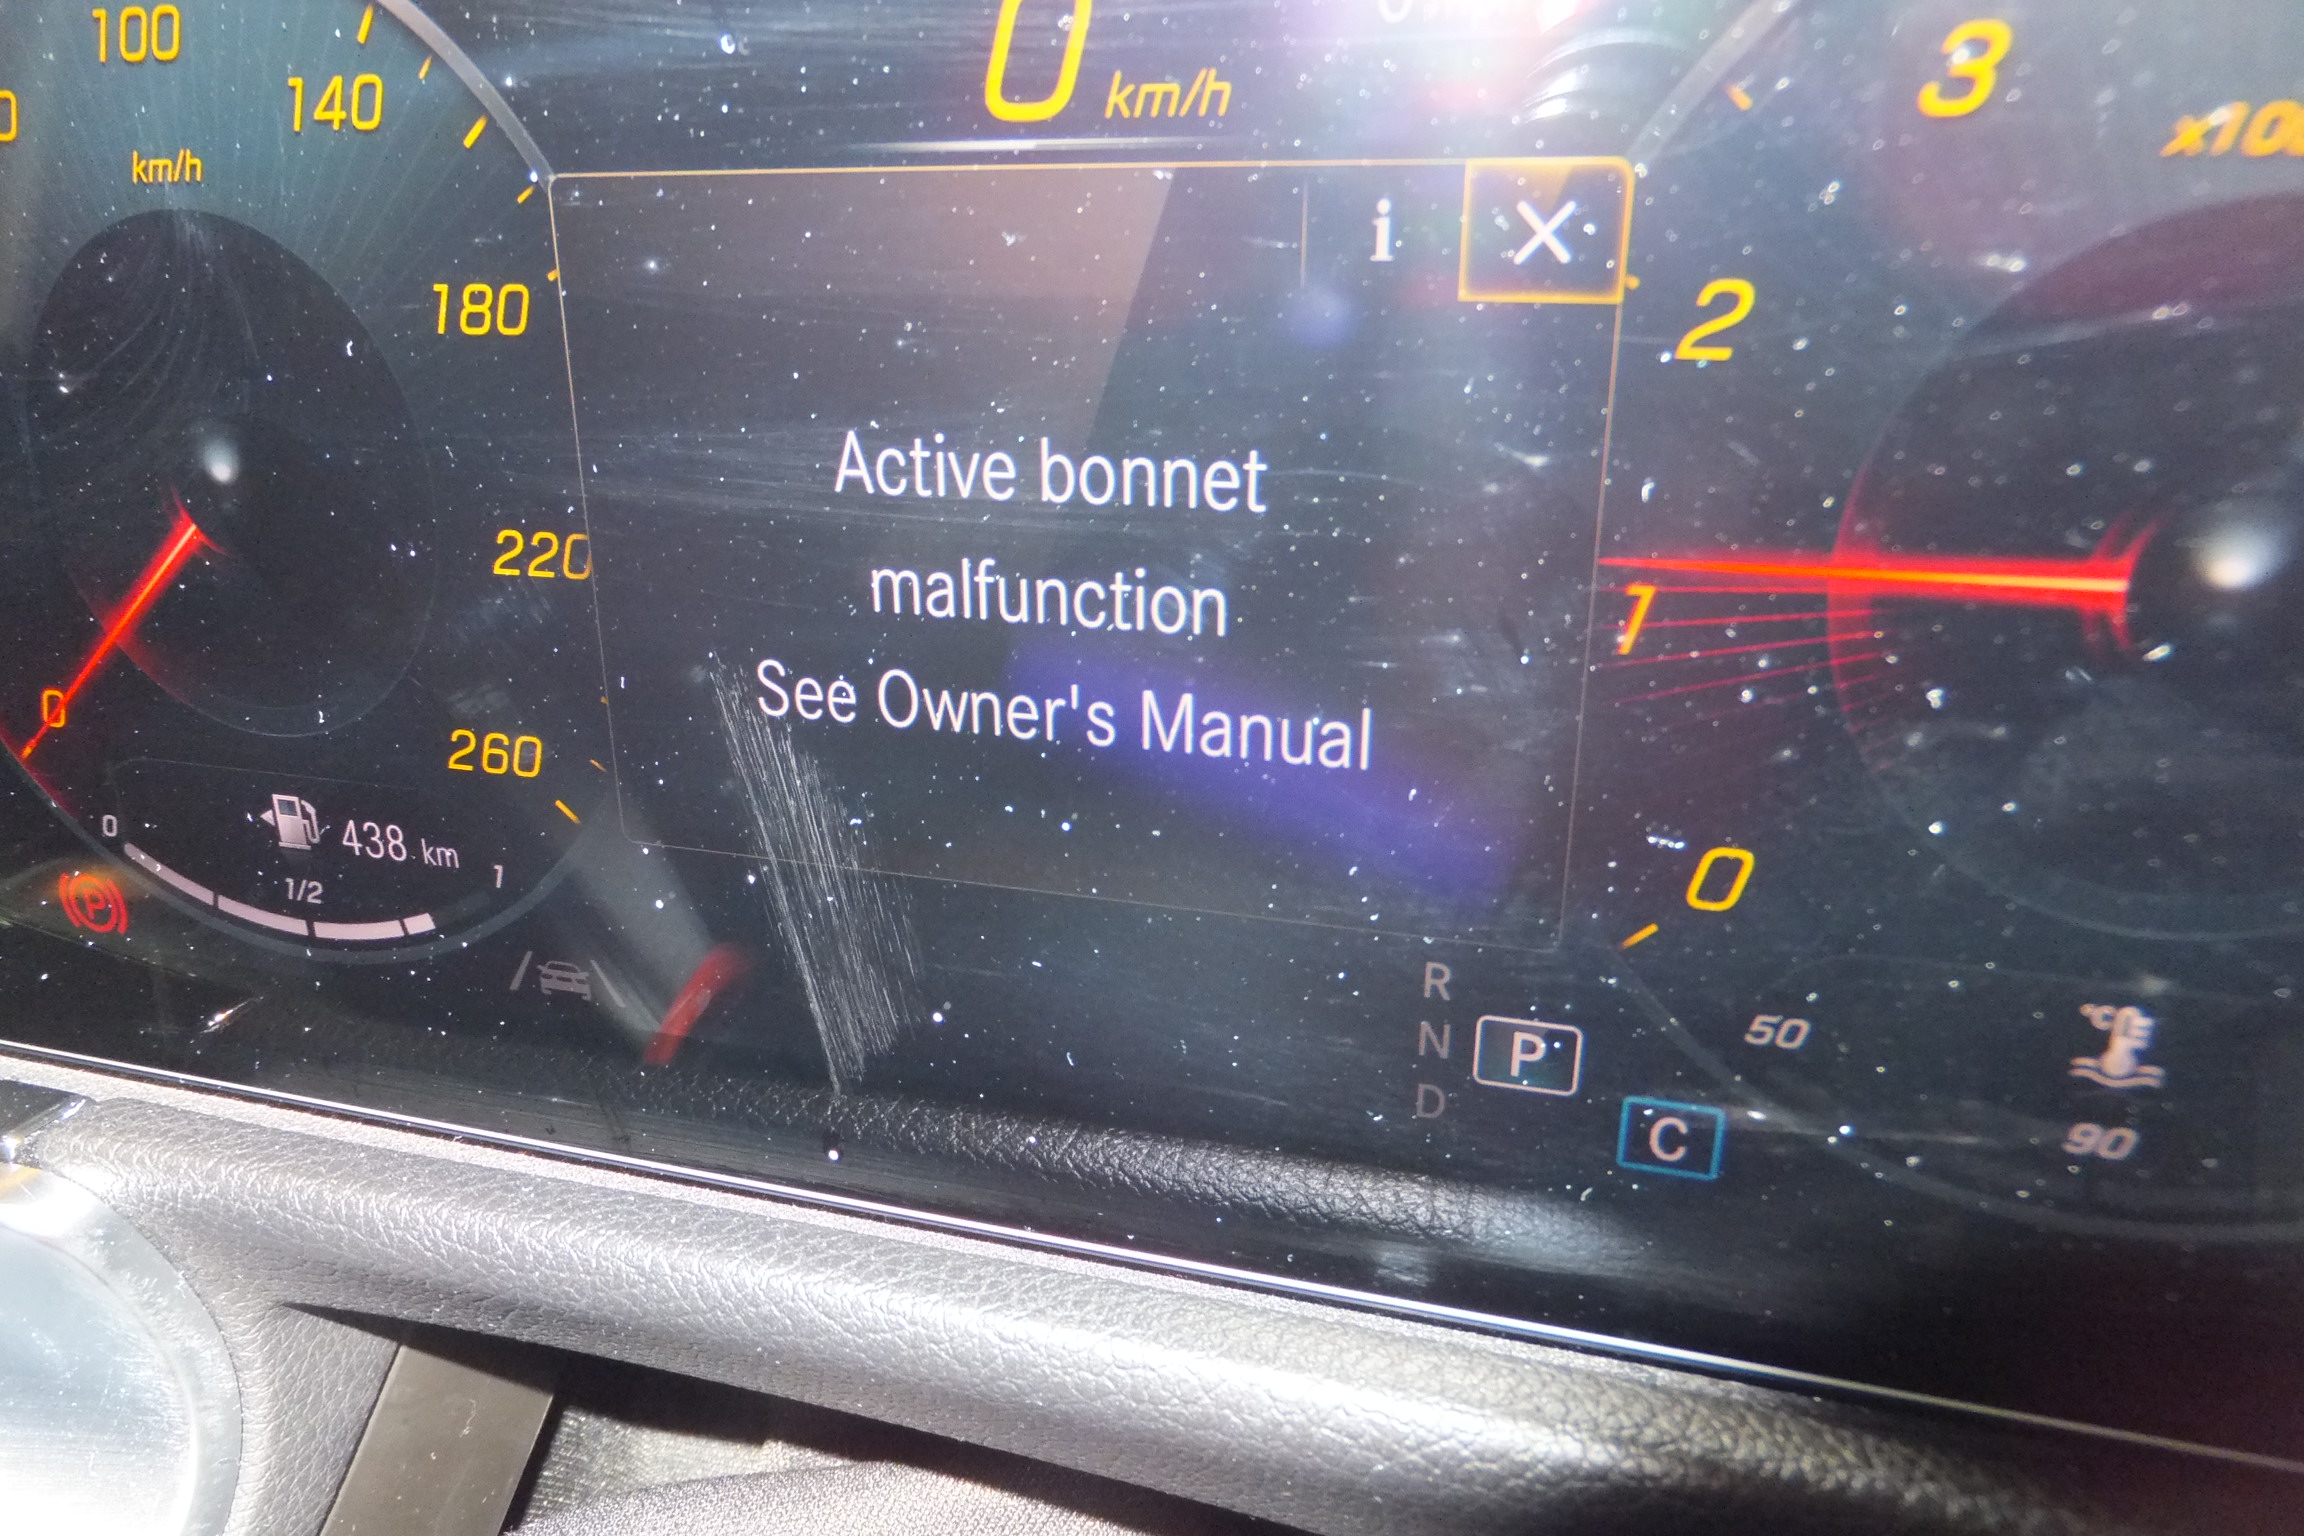 100
140
km/h
180
220
260
0
0 km/h
i X
Active bonnet
malfunction
See Owner's Manual
3
2
1
0
0
438 km
1/2
1
P
R
N
D
P
C
50
°C
90